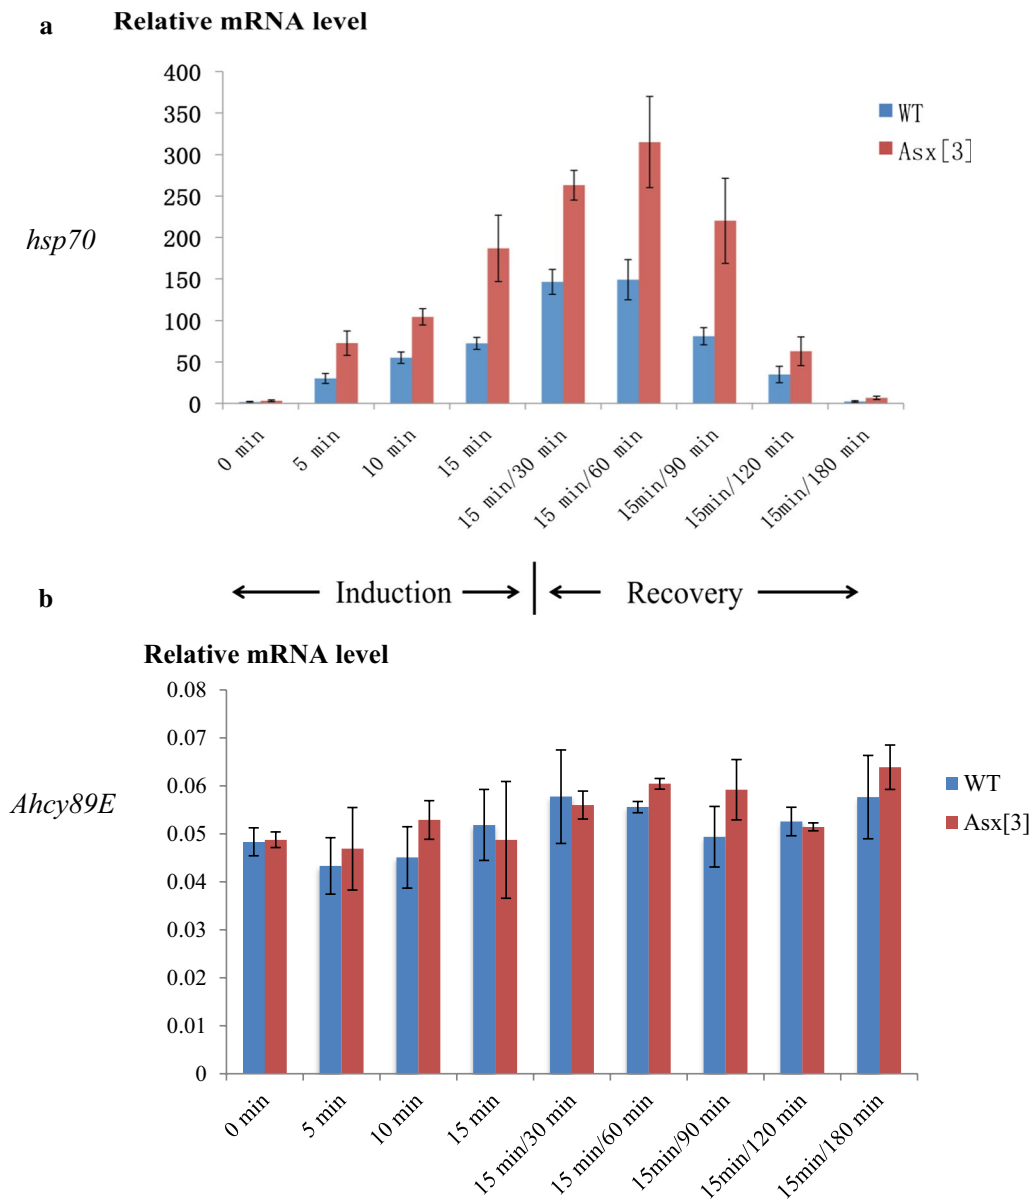 a
Relative mRNA level
400
350
300
250
200
150
100
50
0
hsp70
WT
Asx[3]
0 min
5 min
10 min
15 min
15 min/30 min
15 min/60 min
15min/90 min
15min/120 min
15min/180 min
Induction
Recovery
b
Relative mRNA level
0.08
0.07
0.06
0.05
0.04
0.03
0.02
0.01
0
Ahcy89E
WT
Asx[3]
0 min
5 min
10 min
15 min
15 min/30 min
15 min/60 min
15min/90 min
15min/120 min
15min/180 min